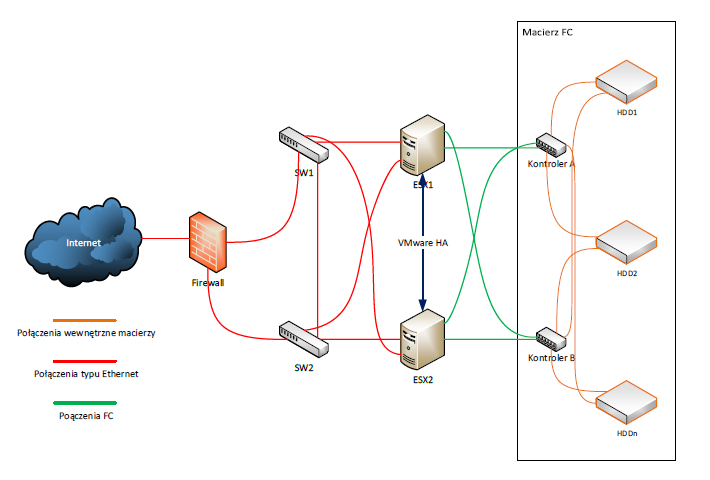 Macierz FC
HDD1
SW1
ESX1
Kontroler A
Internet
Firewall
VMware HA
HDD2
Połączenia wewnętrzne macierzy
SW2
ESX2
Kontroler B
Połączenia typu Ethernet
Poączenia FC
HDDn